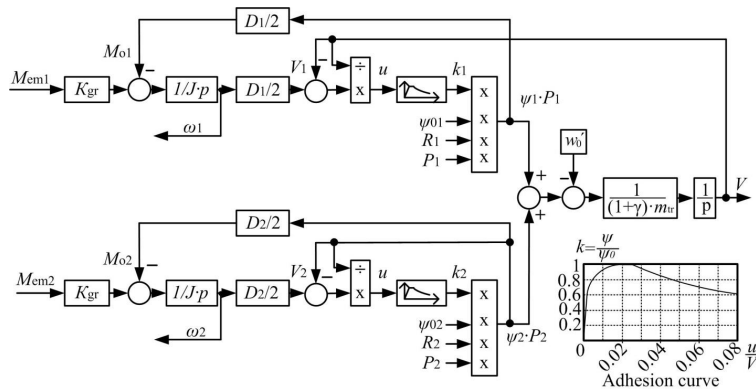 D1/2
Mo1
−
Mem1
Kgr
1/J·p
D1/2
V1
−
÷
x
u
k1
x
x
x
x
ω1
ψ01
R1
P1
ψ1·P1
+
+
w0′
−
1
(1+γ)·mtr
1
p
V
D2/2
Mo2
−
Mem2
Kgr
1/J·p
D2/2
V2
−
÷
x
u
k2
x
x
x
x
ω2
ψ02
R2
P2
ψ2·P2
k=ψ/ψ0
1
0.8
0.6
0.4
0.2
0
0.02
0.04
0.06
0.08
u/V
Adhesion curve